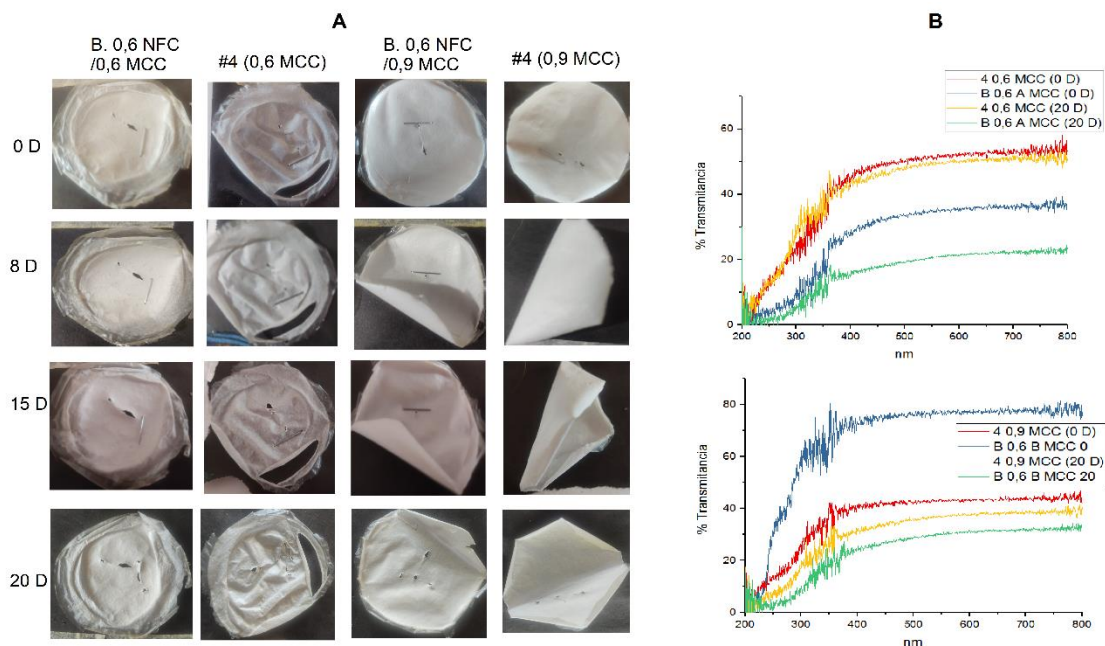 A
B. 0,6 NFC
/0,6 MCC
#4 (0,6 MCC)
B. 0,6 NFC
/0,9 MCC
#4 (0,9 MCC)
0 D
8 D
15 D
20 D
B
4 0,6 MCC (0 D)
B 0,6 A MCC (0 D)
4 0,6 MCC (20 D)
B 0,6 A MCC (20 D)
% Transmitancia
60
40
20
0
200
300
400
500
600
700
800
nm
4 0,9 MCC (0 D)
B 0,6 B MCC 0
4 0,9 MCC (20 D)
B 0,6 B MCC 20
% Transmitancia
80
60
40
20
0
200
300
400
500
600
700
800
nm